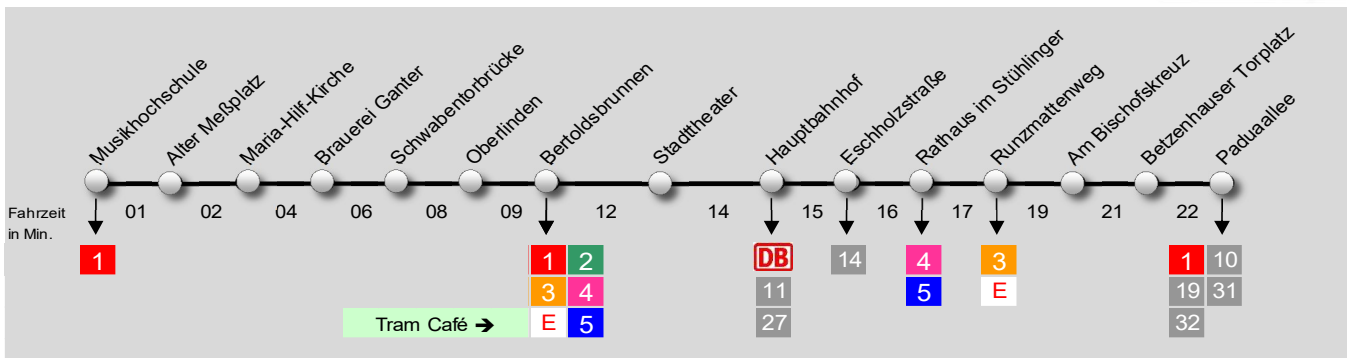 Musikhochschule
Alter Meßplatz
Maria-Hilf-Kirche
Brauerei Ganter
Schwabentorbrücke
Oberlinden
Bertoldsbrunnen
Stadttheater
Hauptbahnhof
Eschholzstraße
Rathaus im Stühlinger
Runzmattenweg
Am Bischofskreuz
Betzenhauser Torplatz
Paduaallee
Fahrzeit
in Min.
01 02 04 06 08 09 12 14 15 16 17 19 21 22
1 1 2 DB 14 4 3 1 10
3 4 11 5 E 19 31
Tram Café ➔ E 5 27 32